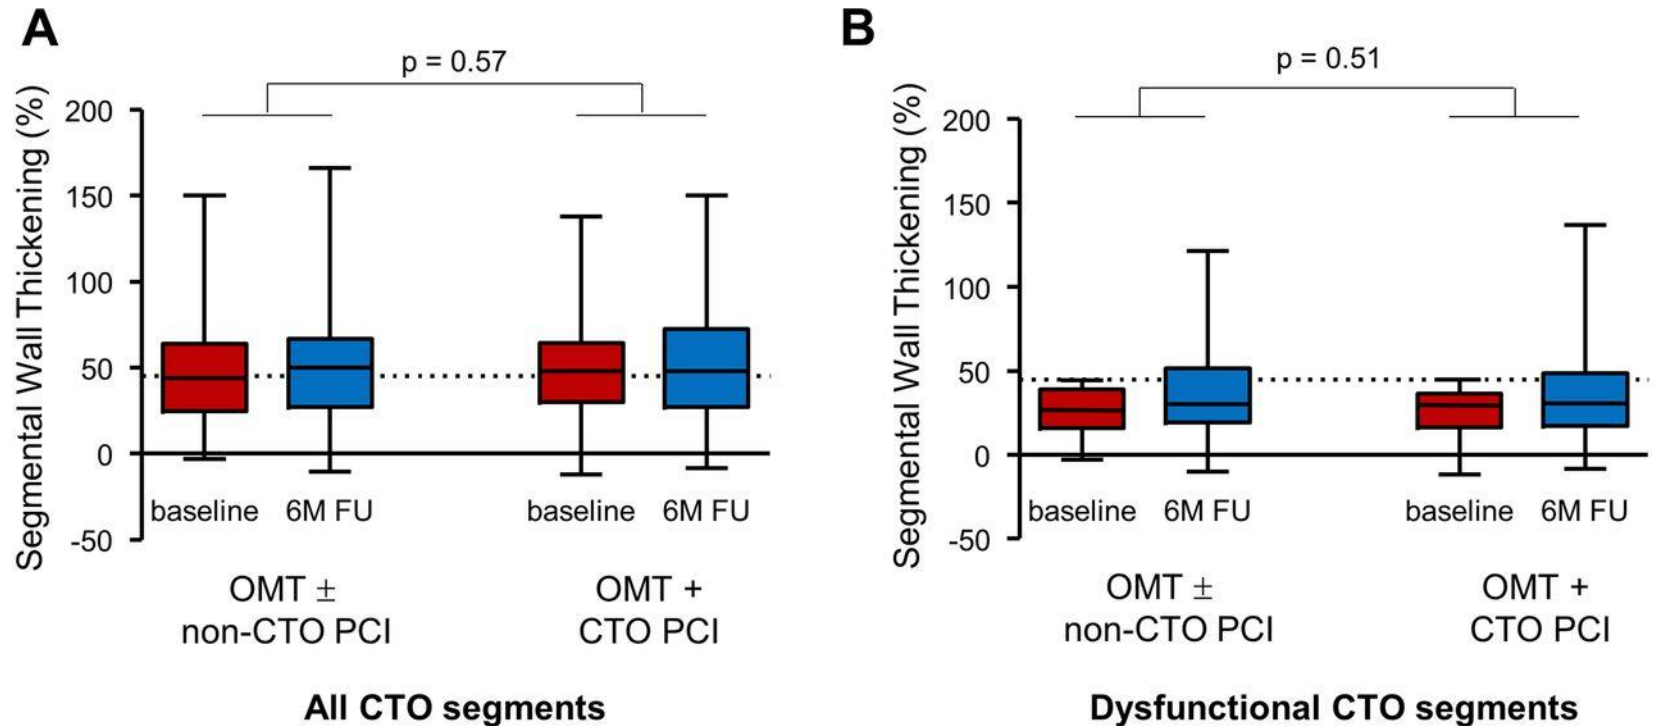 A
p = 0.57
Segmental Wall Thickening (%)
200
150
100
50
0
-50
baseline 6M FU baseline 6M FU
OMT ±
non-CTO PCI
OMT +
CTO PCI
All CTO segments
B
p = 0.51
Segmental Wall Thickening (%)
200
150
100
50
0
-50
baseline 6M FU baseline 6M FU
OMT ±
non-CTO PCI
OMT +
CTO PCI
Dysfunctional CTO segments